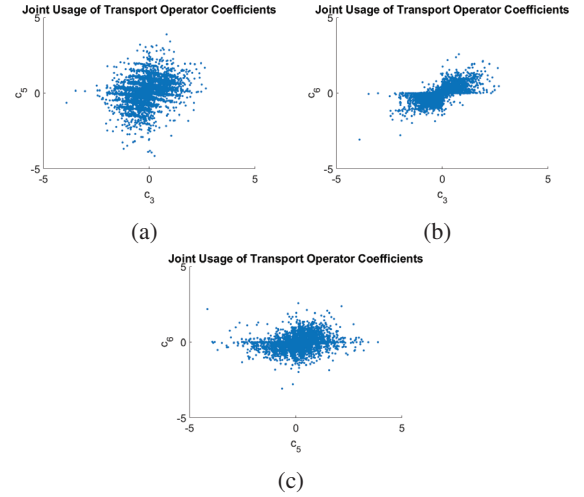 Joint Usage of Transport Operator Coefficients
5
c5
0
-5
-5
0
5
c3
(a)
Joint Usage of Transport Operator Coefficients
5
c6
0
-5
-5
0
5
c3
(b)
Joint Usage of Transport Operator Coefficients
5
c6
0
-5
-5
0
5
c5
(c)